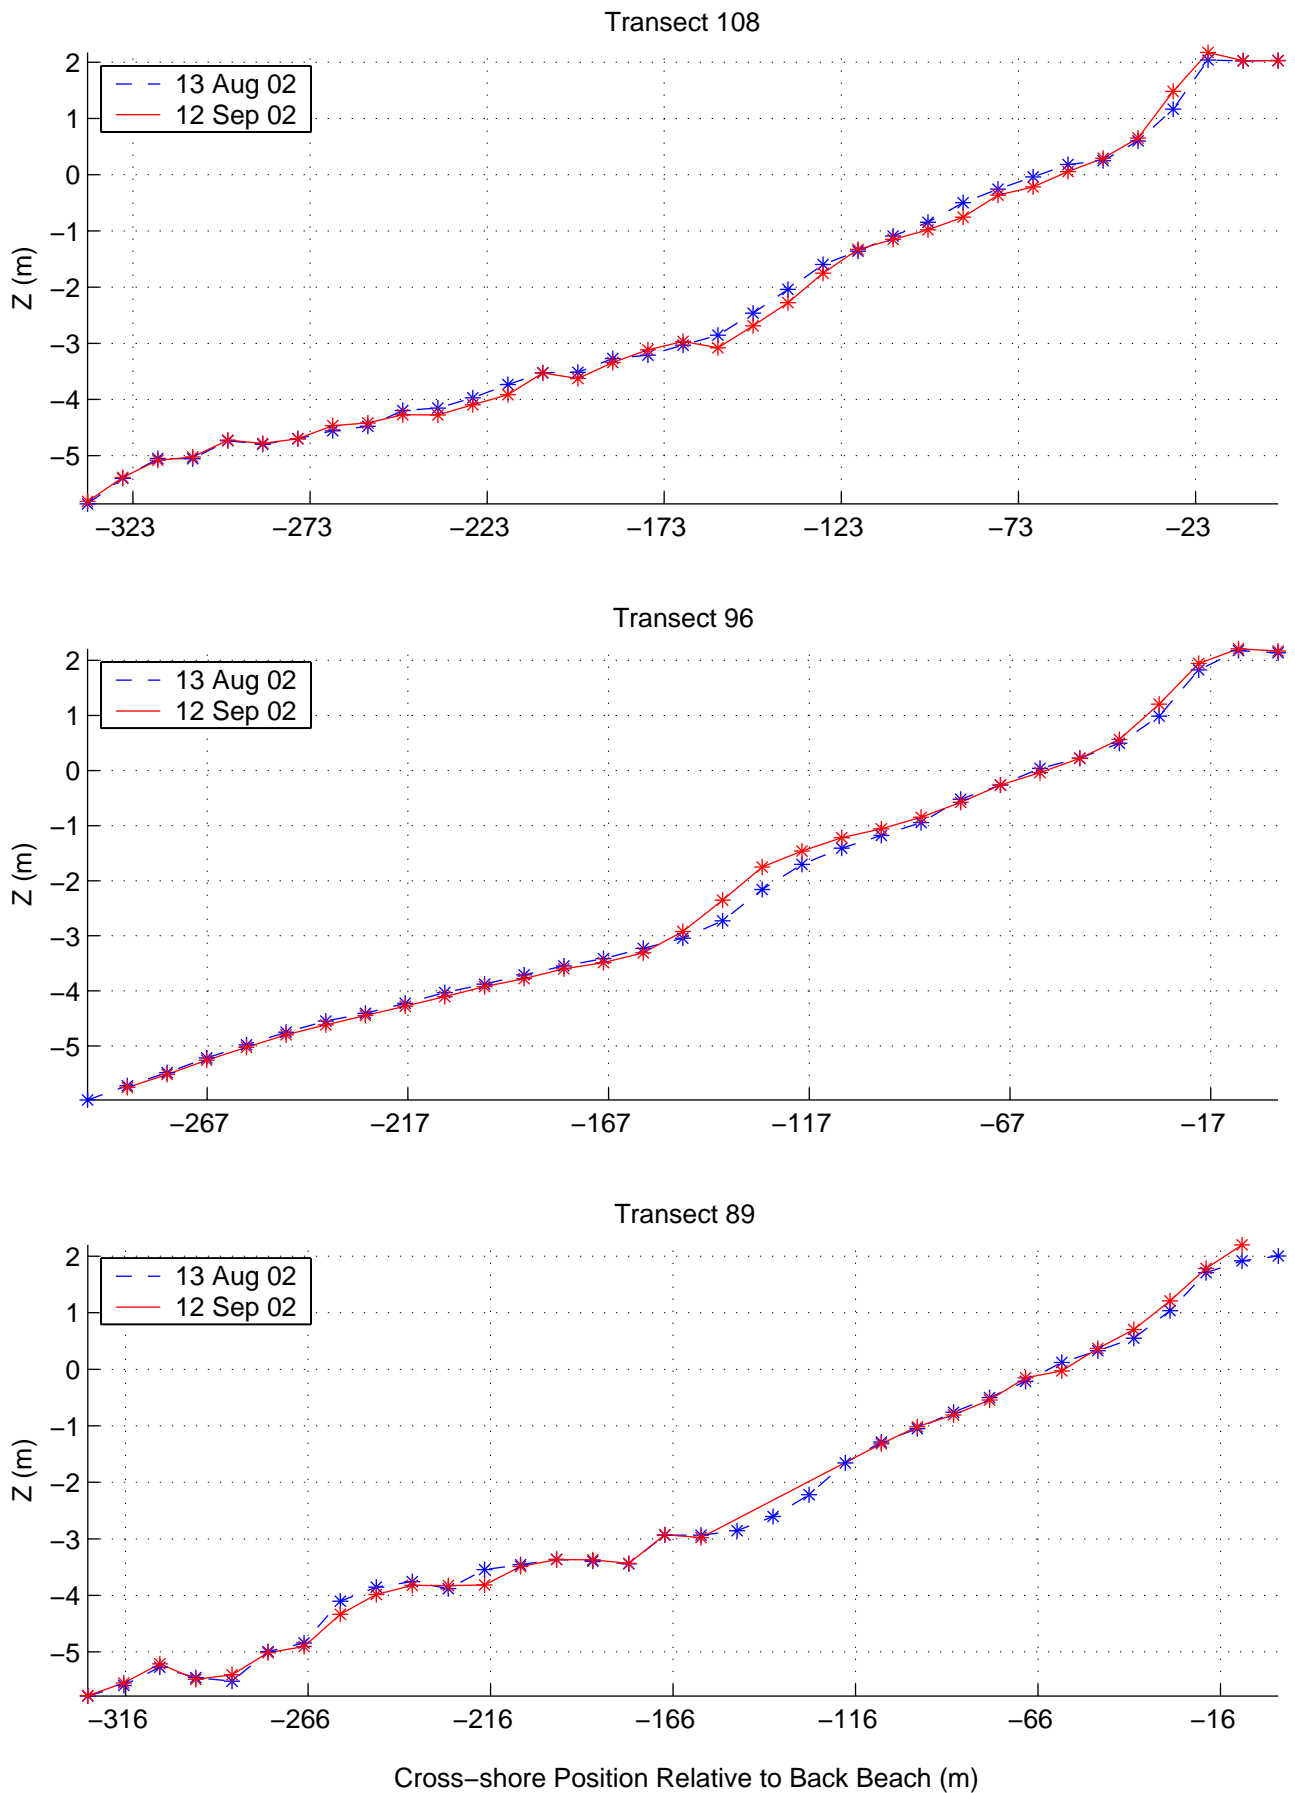 Transect 108
13 Aug 02
12 Sep 02
2
1
0
−1
−2
−3
−4
−5
Z (m)
−323 −273 −223 −173 −123 −73 −23
Transect 96
13 Aug 02
12 Sep 02
2
1
0
−1
−2
−3
−4
−5
Z (m)
−267 −217 −167 −117 −67 −17
Transect 89
13 Aug 02
12 Sep 02
2
1
0
−1
−2
−3
−4
−5
Z (m)
−316 −266 −216 −166 −116 −66 −16
Cross−shore Position Relative to Back Beach (m)